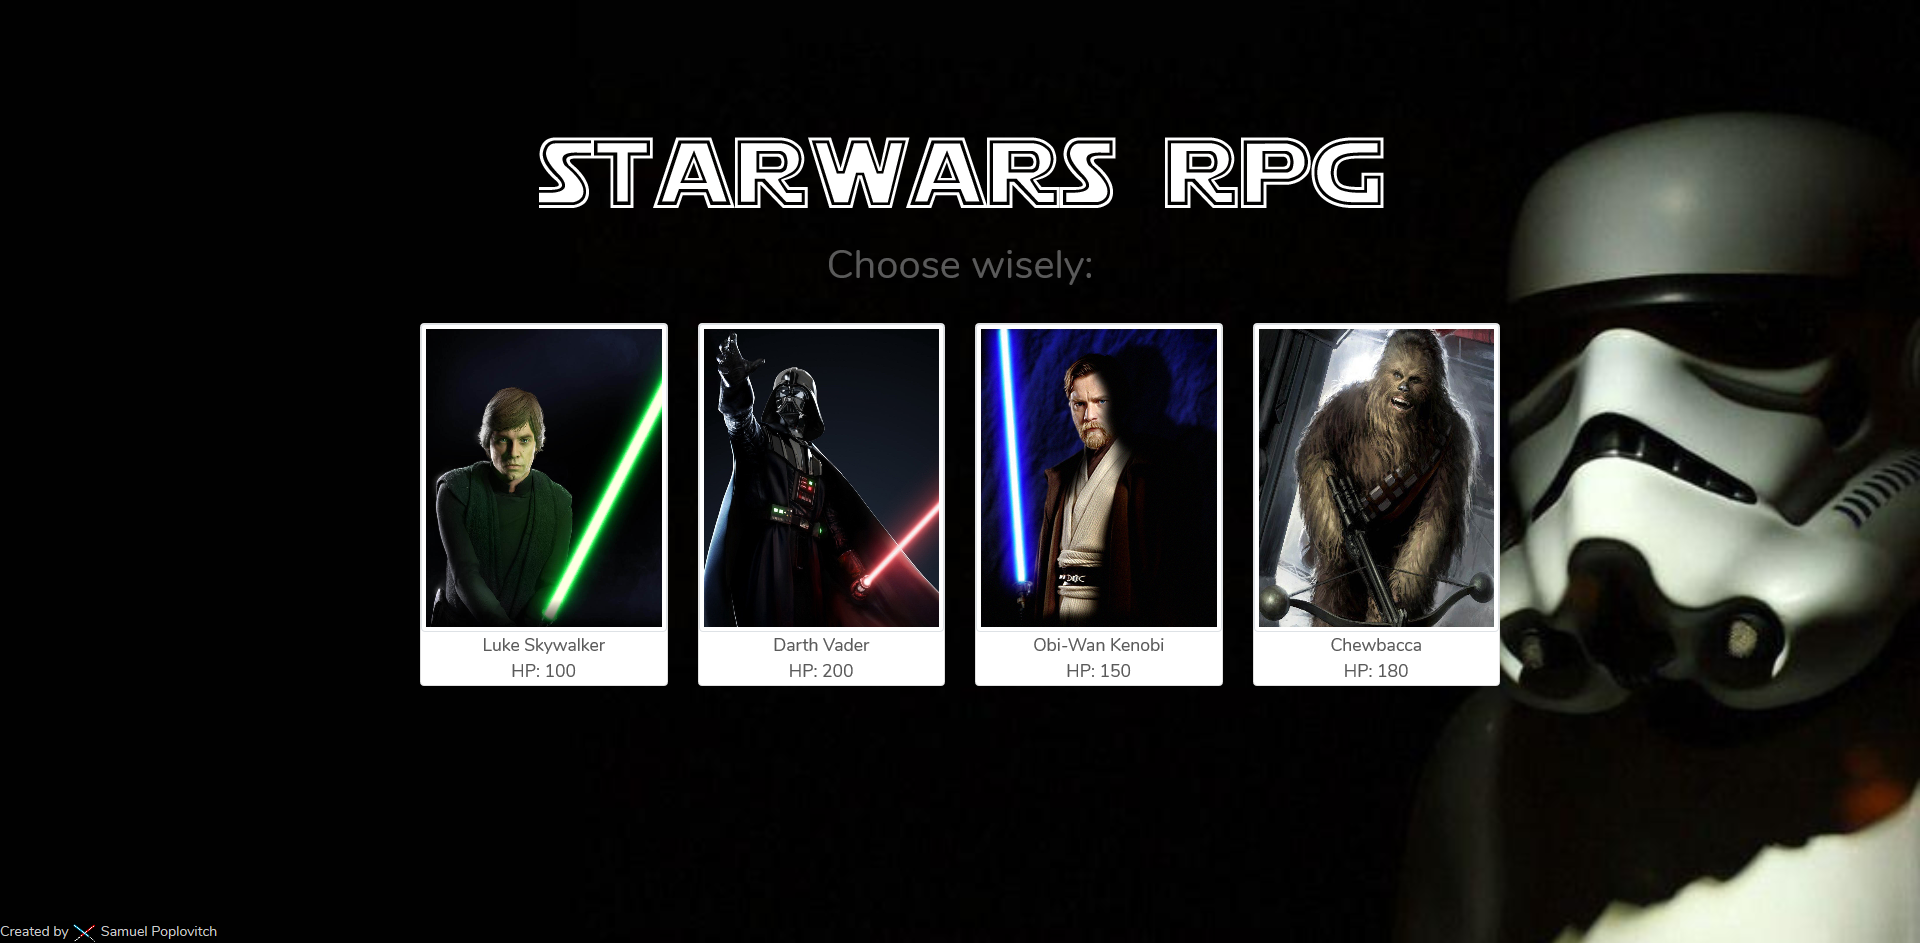 STARWARS RPG
Choose wisely:
Luke Skywalker
HP: 100
Darth Vader
HP: 200
Obi-Wan Kenobi
HP: 150
Chewbacca
HP: 180
Created by Samuel Poplovitch